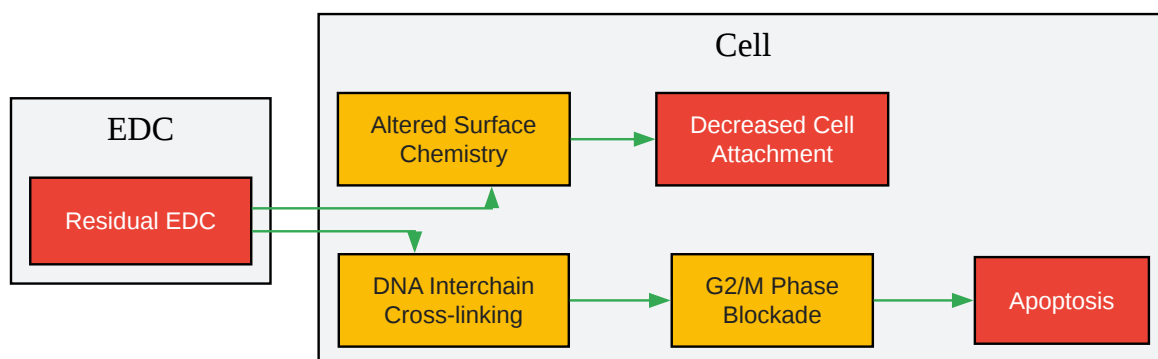 EDC
Residual EDC
Cell
Altered Surface
Chemistry
Decreased Cell
Attachment
DNA Interchain
Cross-linking
G2/M Phase
Blockade
Apoptosis